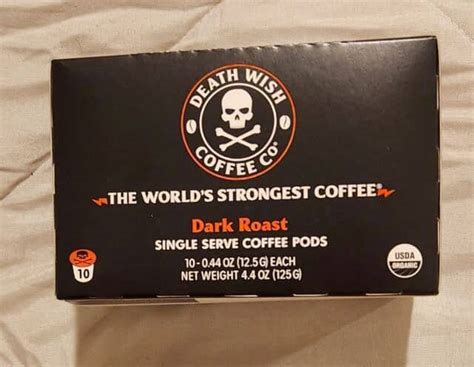 DEATH WISH
COFFEE CO®
THE WORLD'S STRONGEST COFFEE®
Dark Roast
SINGLE SERVE COFFEE PODS
10 - 0.44 OZ (12.5G) EACH
NET WEIGHT 4.4 OZ (125G)
10
USDA
ORGANIC